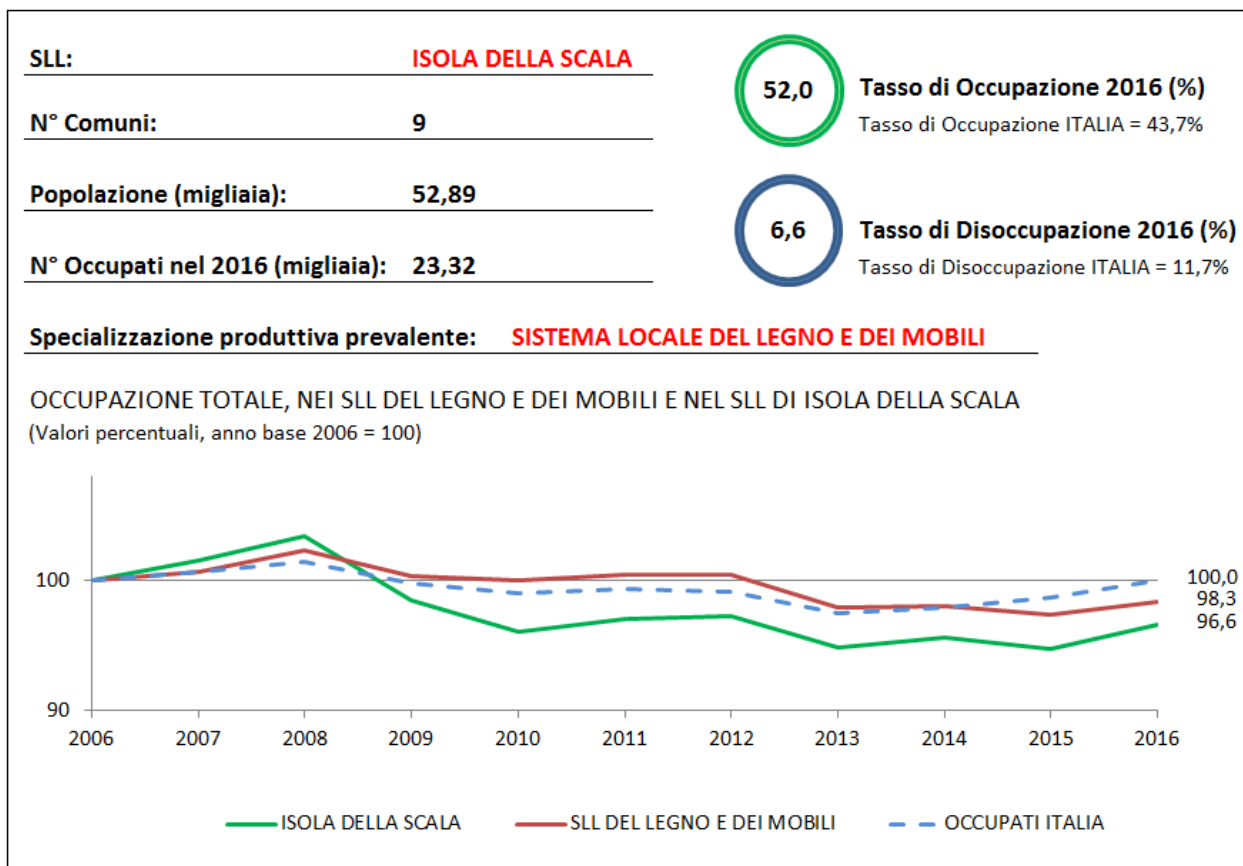 SLL: ISOLA DELLA SCALA
52,0 Tasso di Occupazione 2016 (%)
Tasso di Occupazione ITALIA = 43,7%
N° Comuni: 9
Popolazione (migliaia): 52,89
6,6 Tasso di Disoccupazione 2016 (%)
Tasso di Disoccupazione ITALIA = 11,7%
N° Occupati nel 2016 (migliaia): 23,32
Specializzazione produttiva prevalente: SISTEMA LOCALE DEL LEGNO E DEI MOBILI
OCCUPAZIONE TOTALE, NEI SLL DEL LEGNO E DEI MOBILI E NEL SLL DI ISOLA DELLA SCALA
(Valori percentuali, anno base 2006 = 100)
100 100,0
98,3
96,6
90
2006 2007 2008 2009 2010 2011 2012 2013 2014 2015 2016
ISOLA DELLA SCALA SLL DEL LEGNO E DEI MOBILI OCCUPATI ITALIA